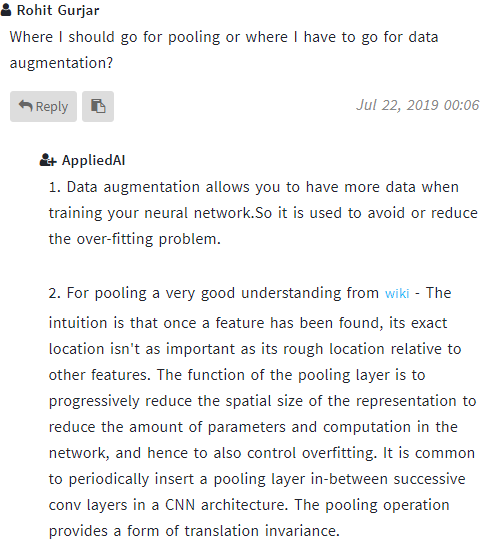 Rohit Gurjar
Where I should go for pooling or where I have to go for data
augmentation?
Reply
Jul 22, 2019 00:06
AppliedAI
1. Data augmentation allows you to have more data when
training your neural network.So it is used to avoid or reduce
the over-fitting problem.
2. For pooling a very good understanding from wiki - The
intuition is that once a feature has been found, its exact
location isn't as important as its rough location relative to
other features. The function of the pooling layer is to
progressively reduce the spatial size of the representation to
reduce the amount of parameters and computation in the
network, and hence to also control overfitting. It is common
to periodically insert a pooling layer in-between successive
conv layers in a CNN architecture. The pooling operation
provides a form of translation invariance.